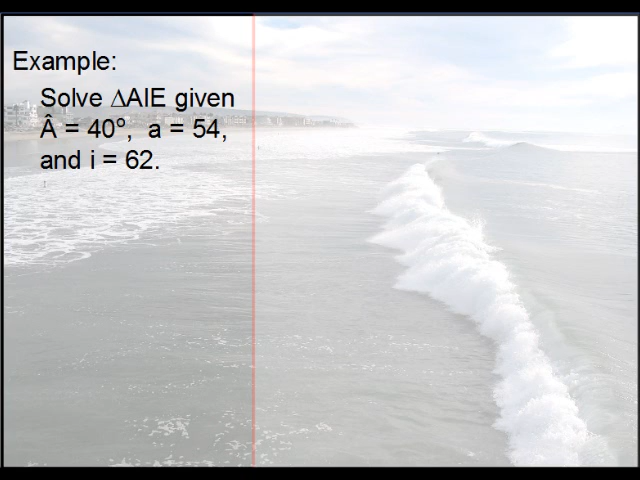 Example:
Solve ∆AIE given
Â = 40°, a = 54,
and i = 62.